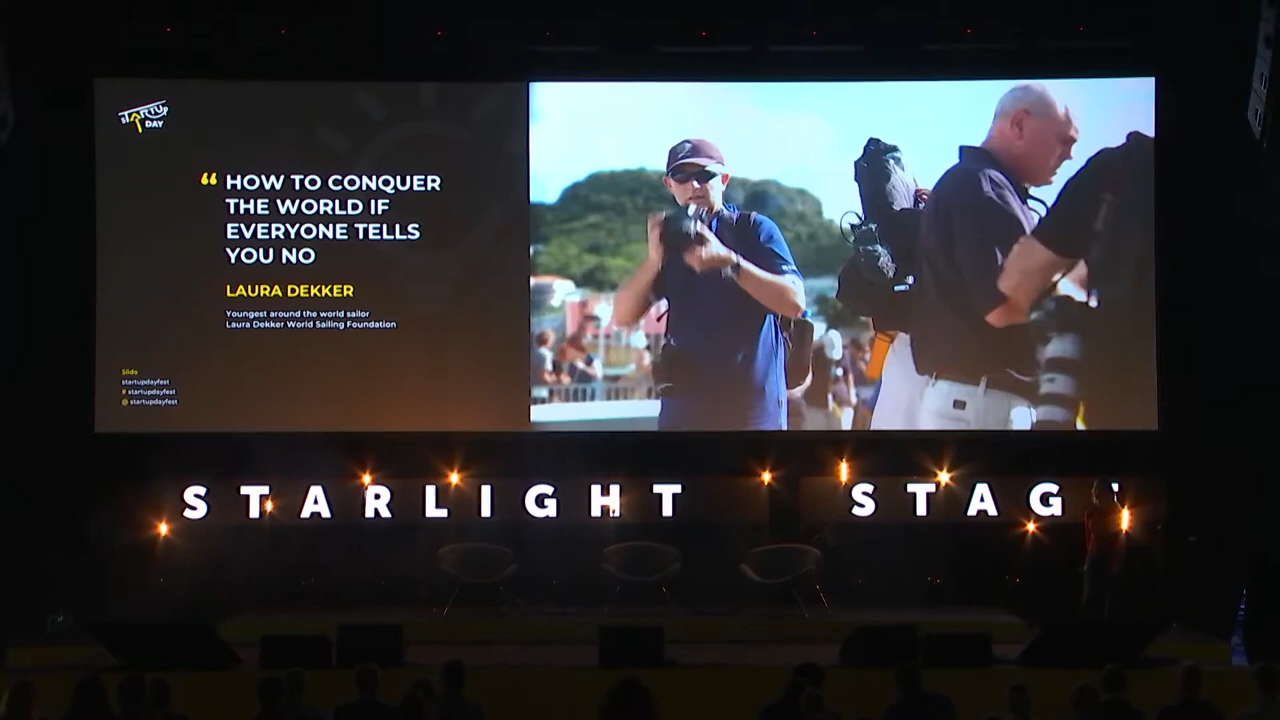 STARTUP
DAY
“ HOW TO CONQUER
THE WORLD IF
EVERYONE TELLS
YOU NO
LAURA DEKKER
Youngest around the world sailor
Laura Dekker World Sailing Foundation
Slido
startupdayfest
# startupdayfest
startupdayfest
STARLIGHT STAG